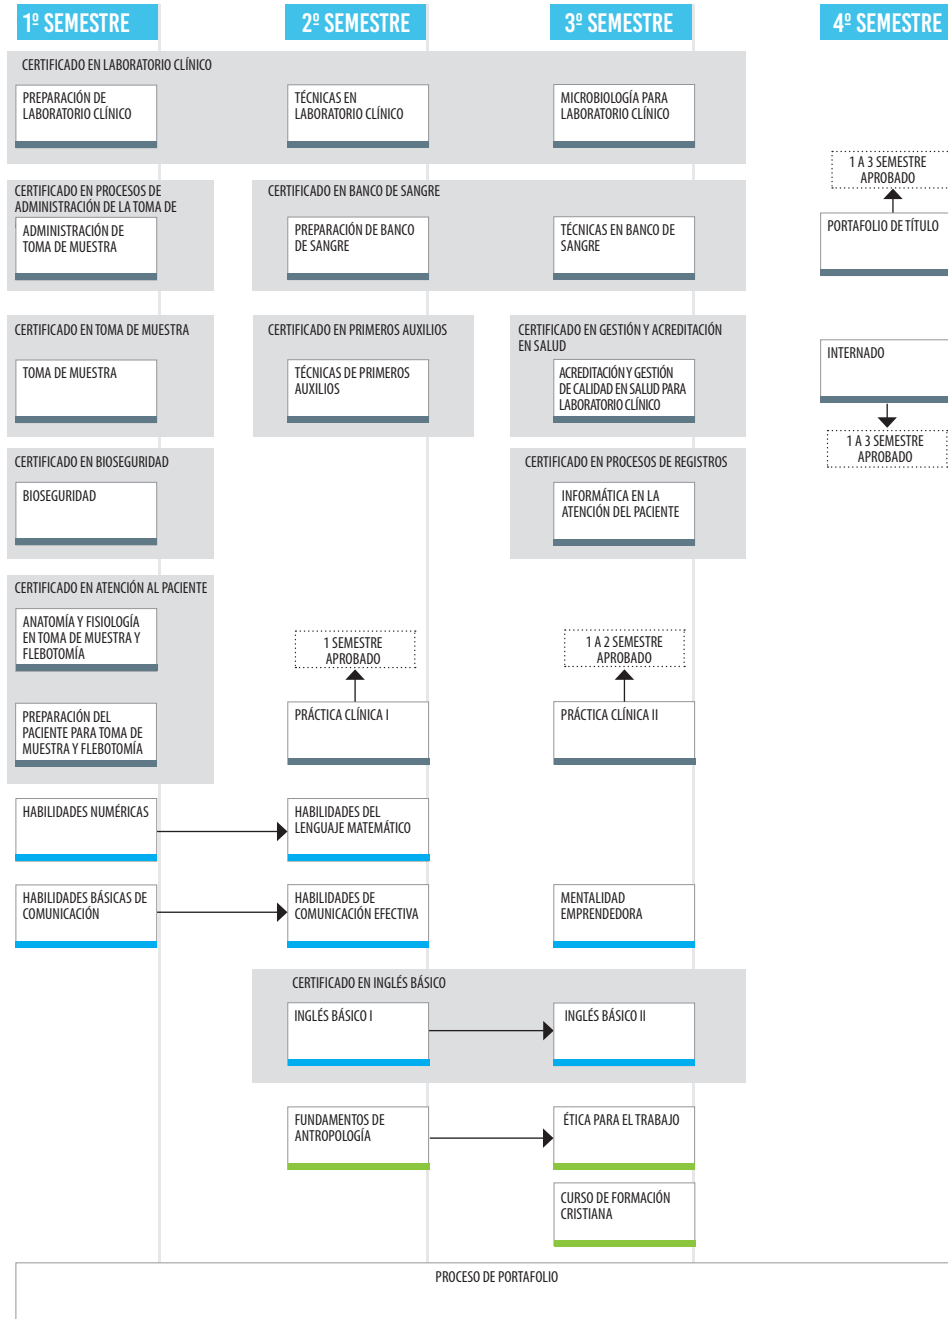 1º SEMESTRE
2º SEMESTRE
3º SEMESTRE
4º SEMESTRE
CERTIFICADO EN LABORATORIO CLÍNICO
PREPARACIÓN DE
LABORATORIO CLÍNICO
TÉCNICAS EN
LABORATORIO CLÍNICO
MICROBIOLOGÍA PARA
LABORATORIO CLÍNICO
1 A 3 SEMESTRE
APROBADO
CERTIFICADO EN PROCESOS DE
ADMINISTRACIÓN DE LA TOMA DE
ADMINISTRACIÓN DE
TOMA DE MUESTRA
CERTIFICADO EN BANCO DE SANGRE
PREPARACIÓN DE BANCO
DE SANGRE
TÉCNICAS EN BANCO DE
SANGRE
PORTAFOLIO DE TÍTULO
CERTIFICADO EN TOMA DE MUESTRA
TOMA DE MUESTRA
CERTIFICADO EN PRIMEROS AUXILIOS
TÉCNICAS DE PRIMEROS
AUXILIOS
CERTIFICADO EN GESTIÓN Y ACREDITACIÓN
EN SALUD
ACREDITACIÓN Y GESTIÓN
DE CALIDAD EN SALUD PARA
LABORATORIO CLÍNICO
INTERNADO
1 A 3 SEMESTRE
APROBADO
CERTIFICADO EN BIOSEGURIDAD
BIOSEGURIDAD
CERTIFICADO EN PROCESOS DE REGISTROS
INFORMÁTICA EN LA
ATENCIÓN DEL PACIENTE
CERTIFICADO EN ATENCIÓN AL PACIENTE
ANATOMÍA Y FISIOLOGÍA
EN TOMA DE MUESTRA Y
FLEBOTOMÍA
1 SEMESTRE
APROBADO
1 A 2 SEMESTRE
APROBADO
PREPARACIÓN DEL
PACIENTE PARA TOMA DE
MUESTRA Y FLEBOTOMÍA
PRÁCTICA CLÍNICA I
PRÁCTICA CLÍNICA II
HABILIDADES NUMÉRICAS
HABILIDADES DEL
LENGUAJE MATEMÁTICO
HABILIDADES BÁSICAS DE
COMUNICACIÓN
HABILIDADES DE
COMUNICACIÓN EFECTIVA
MENTALIDAD
EMPRENDEDORA
CERTIFICADO EN INGLÉS BÁSICO
INGLÉS BÁSICO I
INGLÉS BÁSICO II
FUNDAMENTOS DE
ANTROPOLOGÍA
ÉTICA PARA EL TRABAJO
CURSO DE FORMACIÓN
CRISTIANA
PROCESO DE PORTAFOLIO